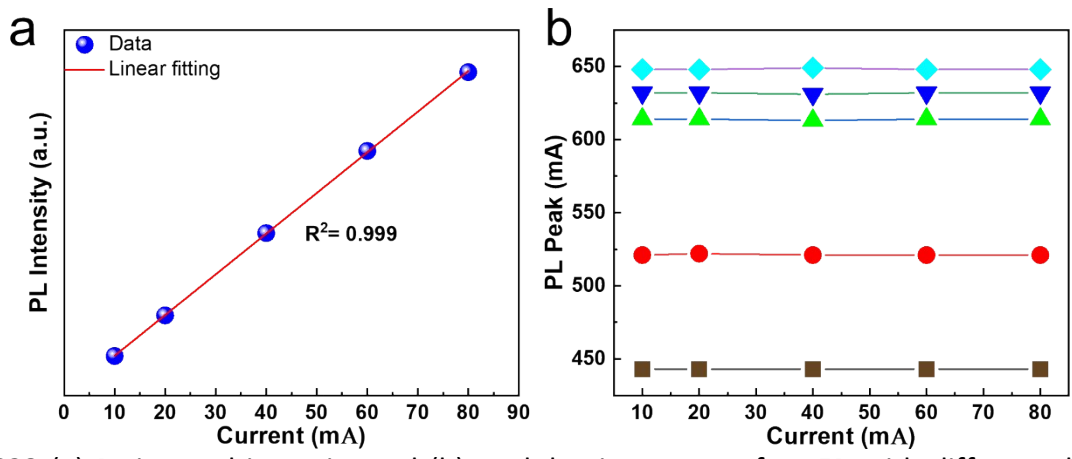 a
Data
Linear fitting
PL Intensity (a.u.)
R²= 0.999
0 10 20 30 40 50 60 70 80 90
Current (mA)
b
PL Peak (mA)
650
600
550
500
450
10 20 30 40 50 60 70 80
Current (mA)